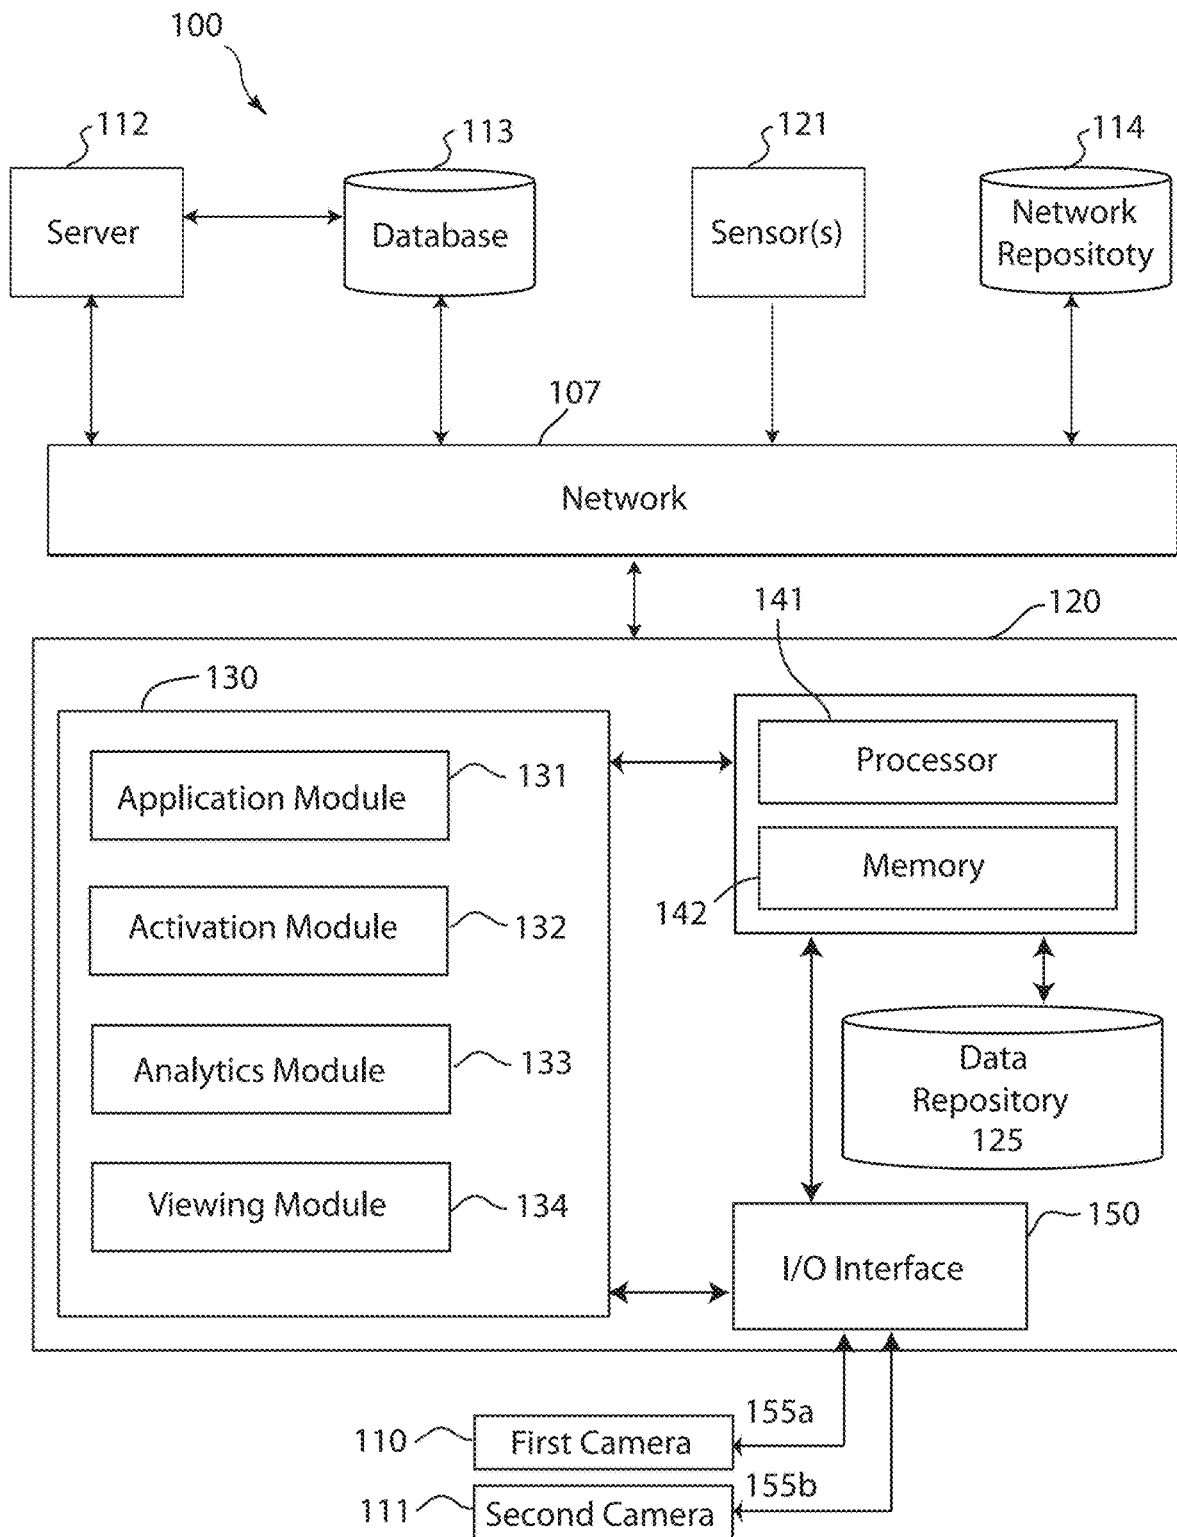 100
112
113
121
114
Server
Database
Sensor(s)
Network
Repositoty
107
Network
120
141
130
Processor
Application Module
131
Memory
142
Activation Module
132
Analytics Module
133
Data
Repository
125
Viewing Module
134
150
I/O Interface
155a
110
First Camera
155b
111
Second Camera